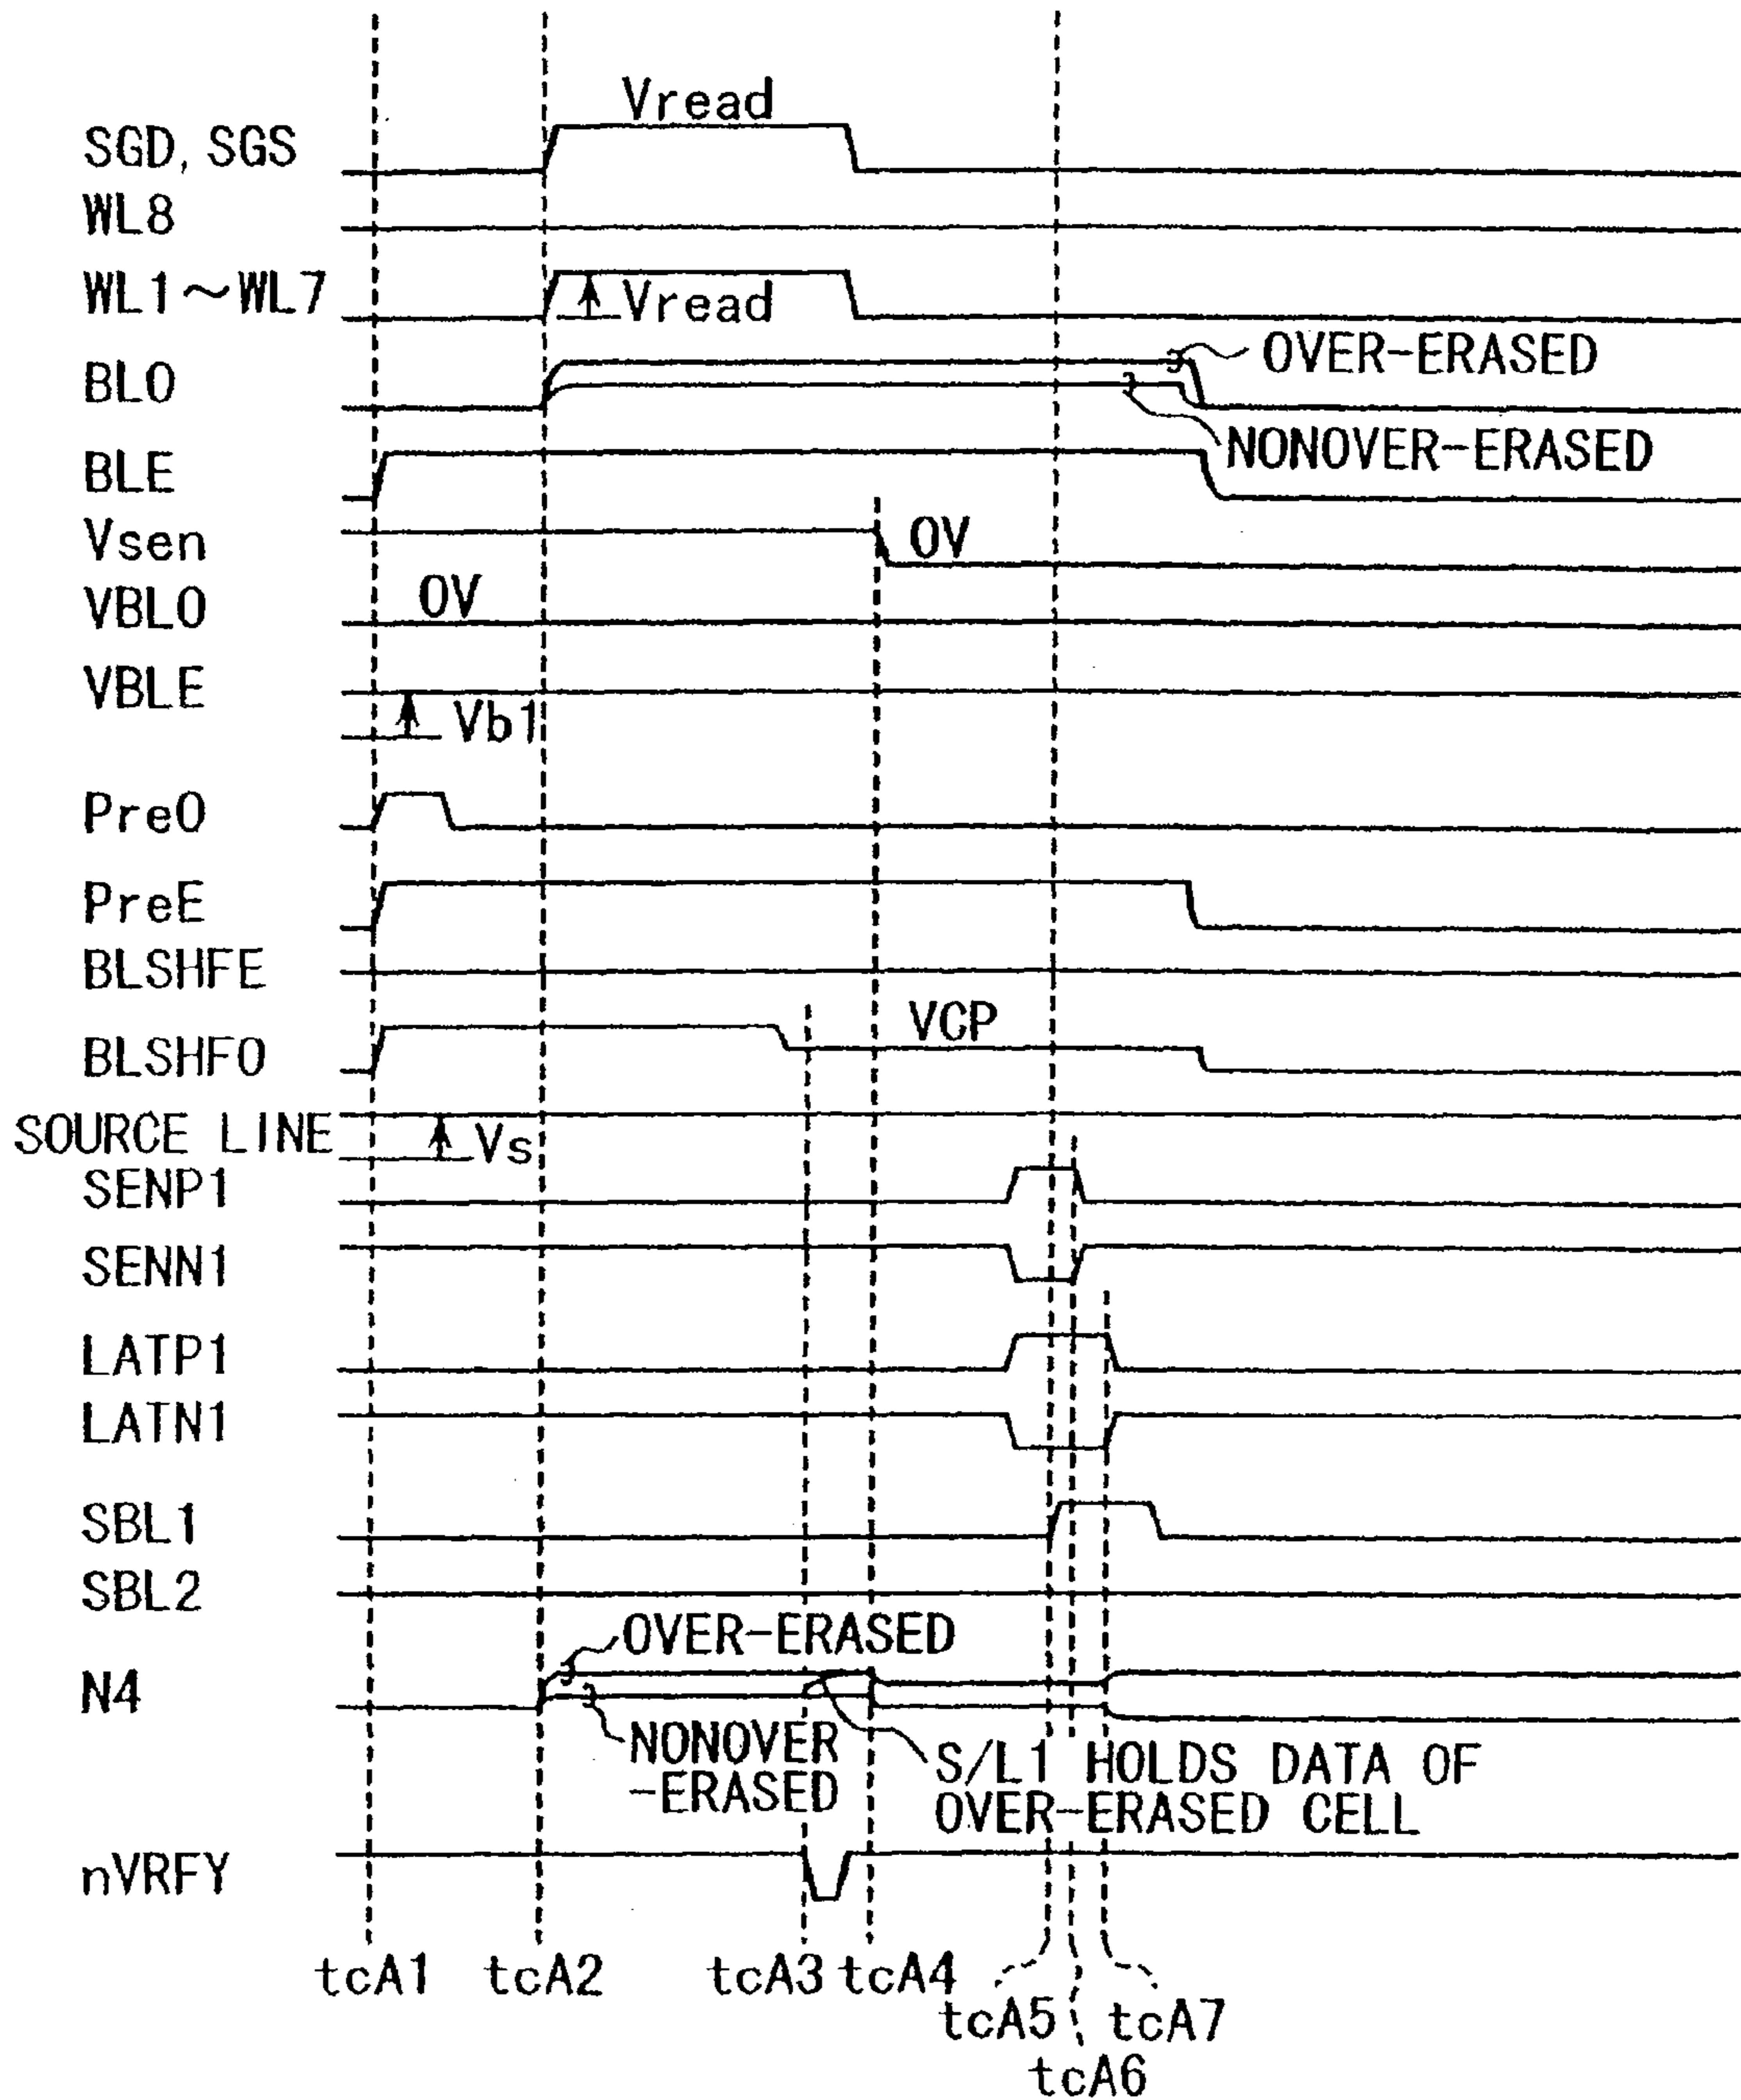 Vread
SGD, SGS
WL8
WL1~WL7
Vread
OVER-ERASED
BLO
NONOVER-ERASED
BLE
Vsen
OV
VBLO
OV
VBLE
Vb1
PreO
PreE
BLSHFE
VCP
BLSHFO
SOURCE LINE
Vs
SENP1
SENN1
LATP1
LATN1
SBL1
SBL2
OVER-ERASED
N4
NONOVER
-ERASED
S/L1 HOLDS DATA OF
OVER-ERASED CELL
nVRFY
tcA1
tcA2
tcA3
tcA4
tcA5
tcA7
tcA6